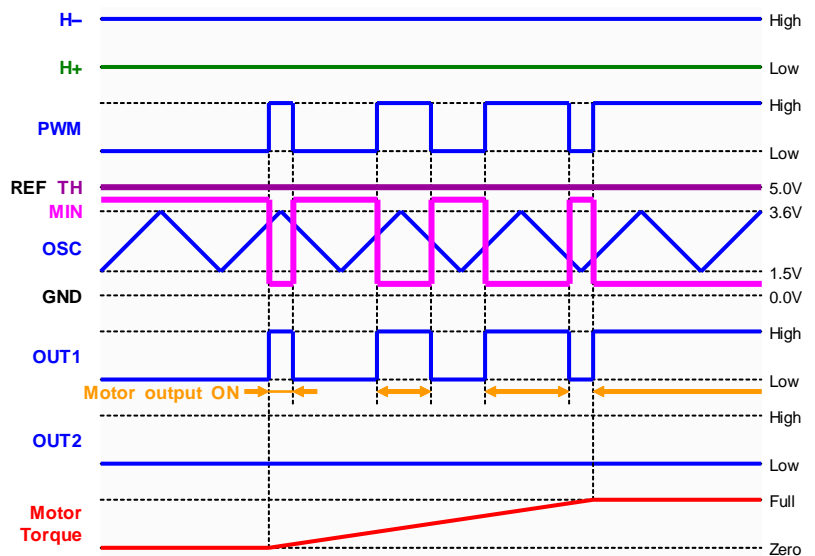 H– High
H+ Low
High
PWM
Low
REF TH 5.0V
MIN 3.6V
OSC
1.5V
GND 0.0V
High
OUT1
Low
Motor output ON
High
OUT2
Low
Full
Motor
Torque
Zero